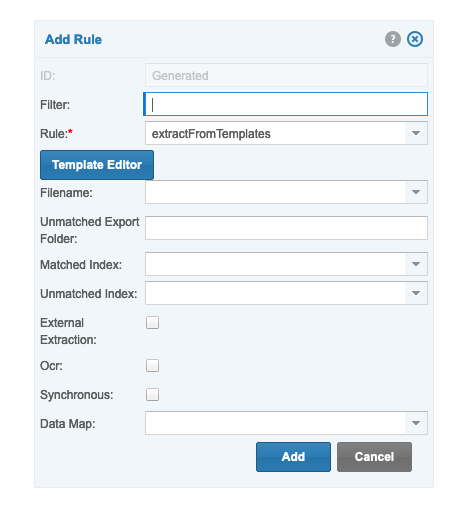 Add Rule ?
ID: Generated
Filter:
Rule:* extractFromTemplates
Template Editor
Filename:
Unmatched Export
Folder:
Matched Index:
Unmatched Index:
External
Extraction:
Ocr:
Synchronous:
Data Map:
Add Cancel